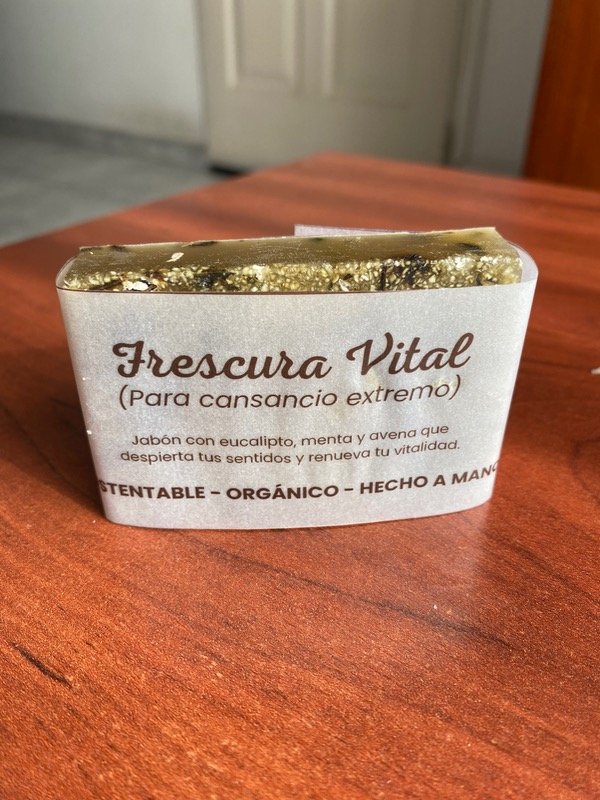 Frescura Vital
(Para cansancio extremo)
Jabón con eucalipto, menta y avena que
despierta tus sentidos y renueva tu vitalidad.
STENTABLE - ORGÁNICO - HECHO A MANO